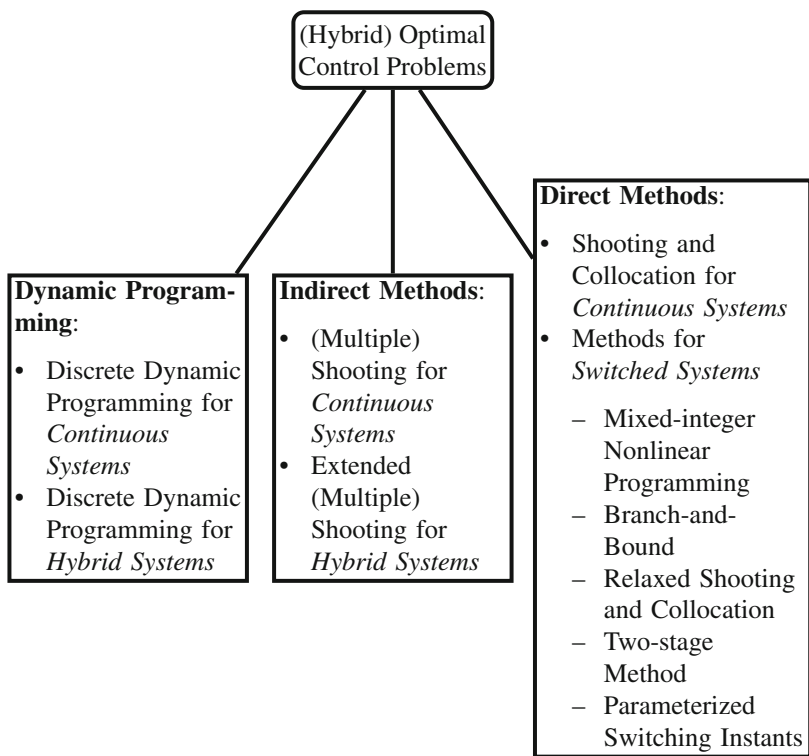 (Hybrid) Optimal
Control Problems
Dynamic Program-
ming:
• Discrete Dynamic
Programming for
Continuous
Systems
• Discrete Dynamic
Programming for
Hybrid Systems
Indirect Methods:
• (Multiple)
Shooting for
Continuous
Systems
• Extended
(Multiple)
Shooting for
Hybrid Systems
Direct Methods:
• Shooting and
Collocation for
Continuous Systems
• Methods for
Switched Systems
– Mixed-integer
Nonlinear
Programming
– Branch-and-
Bound
– Relaxed Shooting
and Collocation
– Two-stage
Method
– Parameterized
Switching Instants